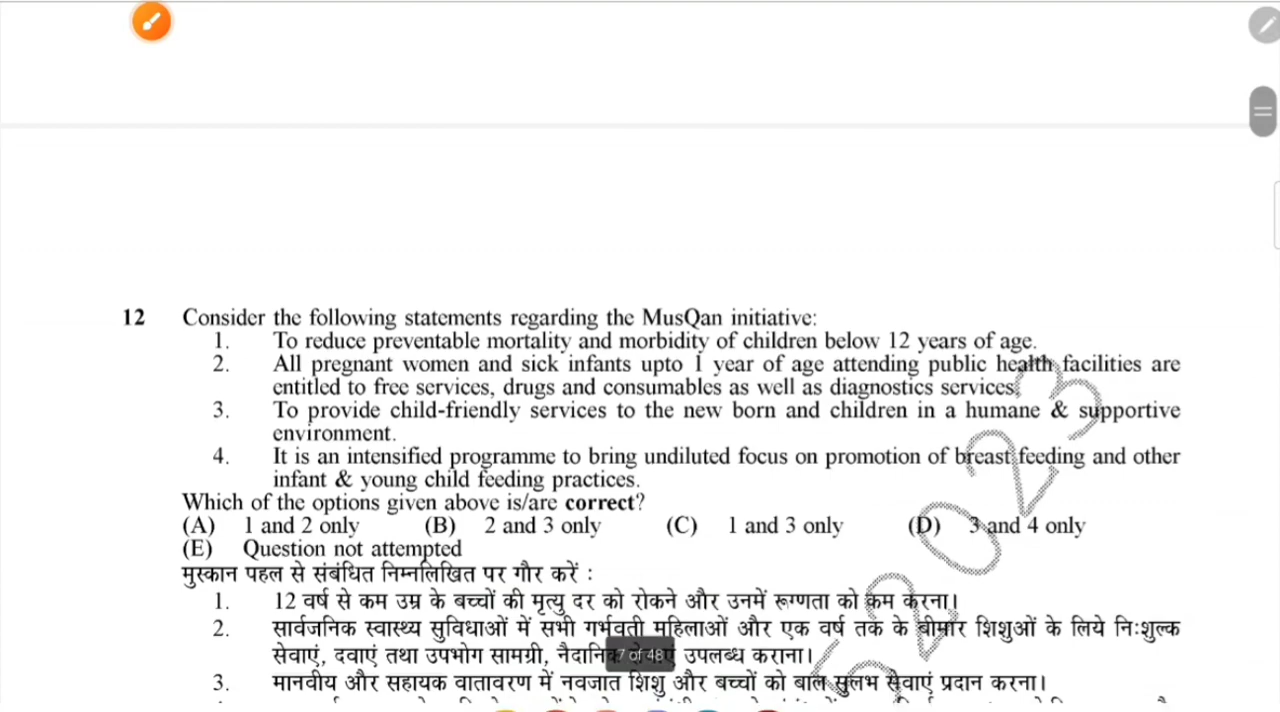 12 Consider the following statements regarding the MusQan initiative:
1. To reduce preventable mortality and morbidity of children below 12 years of age.
2. All pregnant women and sick infants upto 1 year of age attending public health facilities are
entitled to free services, drugs and consumables as well as diagnostics services.
3. To provide child-friendly services to the new born and children in a humane & supportive
environment.
4. It is an intensified programme to bring undiluted focus on promotion of breast feeding and other
infant & young child feeding practices.
Which of the options given above is/are correct?
(A) 1 and 2 only (B) 2 and 3 only (C) 1 and 3 only (D) 3 and 4 only
(E) Question not attempted
मुस्कान पहल से संबंधित निम्नलिखित पर गौर करें :
1. 12 वर्ष से कम उम्र के बच्चों की मृत्यु दर को रोकने और उनमें रूग्णता को कम करना।
2. सार्वजनिक स्वास्थ्य सुविधाओं में सभी गर्भवती महिलाओं और एक वर्ष तक के बीमार शिशुओं के लिये नि:शुल्क
सेवाएं, दवाएं तथा उपभोग सामग्री, उपलब्ध कराना।
7 of 48
3. मानवीय और सहायक वातावरण में नवजात शिशु और बच्चों को बाल सुलभ सेवाएं प्रदान करना।